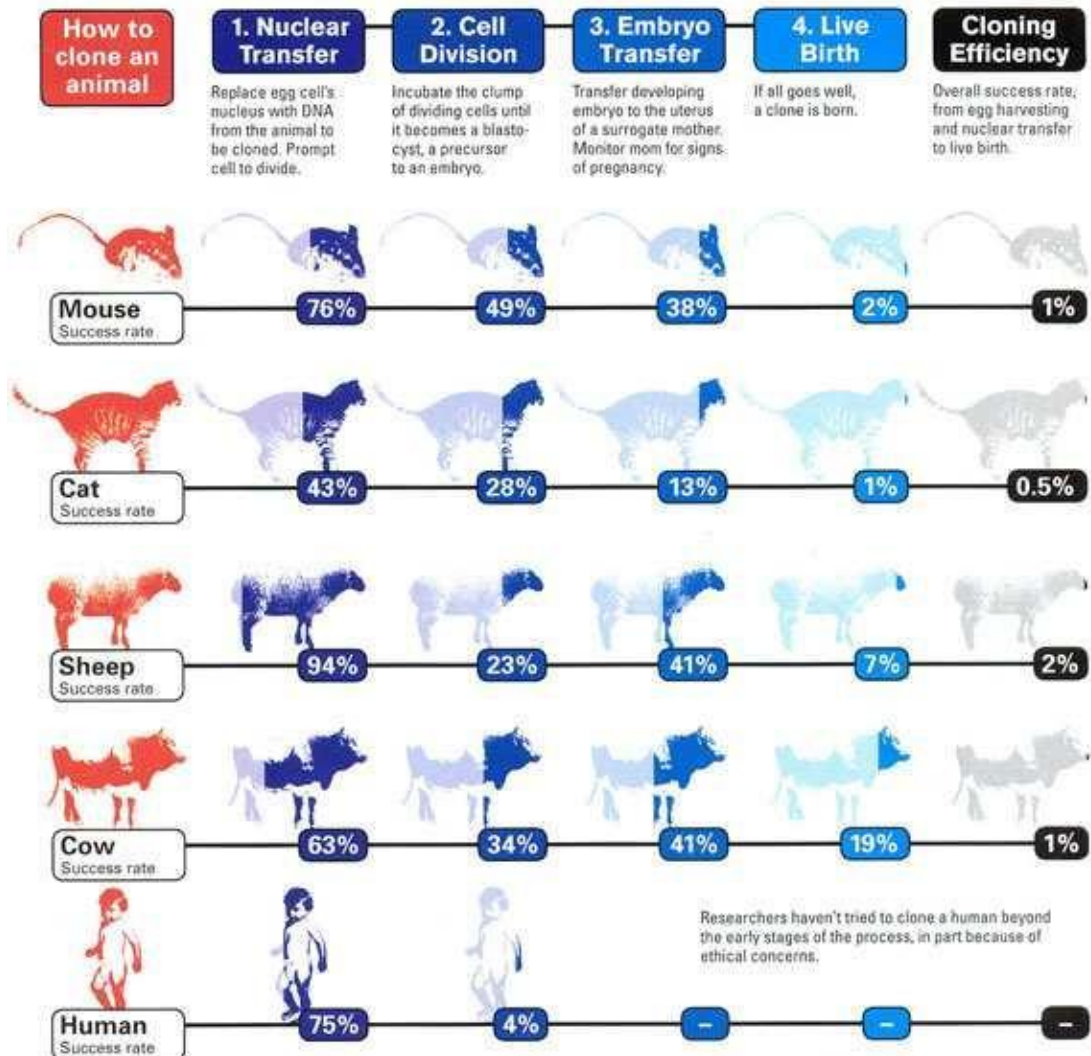 How to
clone an
animal
1. Nuclear
Transfer
Replace egg cell's
nucleus with DNA
from the animal to
be cloned. Prompt
cell to divide.
2. Cell
Division
Incubate the clump
of dividing cells until
it becomes a blasto-
cyst, a precursor
to an embryo.
3. Embryo
Transfer
Transfer developing
embryo to the uterus
of a surrogate mother.
Monitor mom for signs
of pregnancy.
4. Live
Birth
If all goes well,
a clone is born.
Cloning
Efficiency
Overall success rate,
from egg harvesting
and nuclear transfer
to live birth.
Mouse
Success rate
76%
49%
38%
2%
1%
Cat
Success rate
43%
28%
13%
1%
0.5%
Sheep
Success rate
94%
23%
41%
7%
2%
Cow
Success rate
63%
34%
41%
19%
1%
Researchers haven't tried to clone a human beyond
the early stages of the process, in part because of
ethical concerns.
Human
Success rate
75%
4%
–
–
–